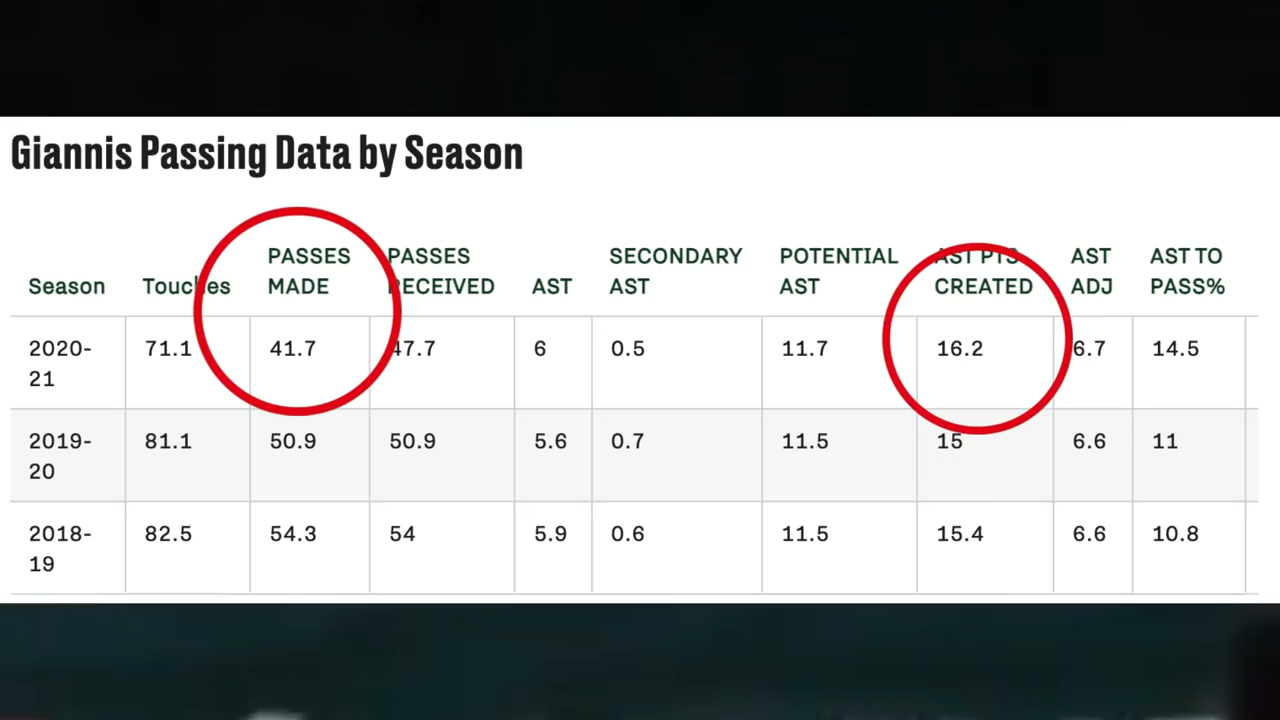 Giannis Passing Data by Season
Season Touches PASSES MADE PASSES RECEIVED AST SECONDARY AST POTENTIAL AST AST PTS CREATED AST ADJ AST TO PASS%
2020-21 71.1 41.7 47.7 6 0.5 11.7 16.2 6.7 14.5
2019-20 81.1 50.9 50.9 5.6 0.7 11.5 15 6.6 11
2018-19 82.5 54.3 54 5.9 0.6 11.5 15.4 6.6 10.8